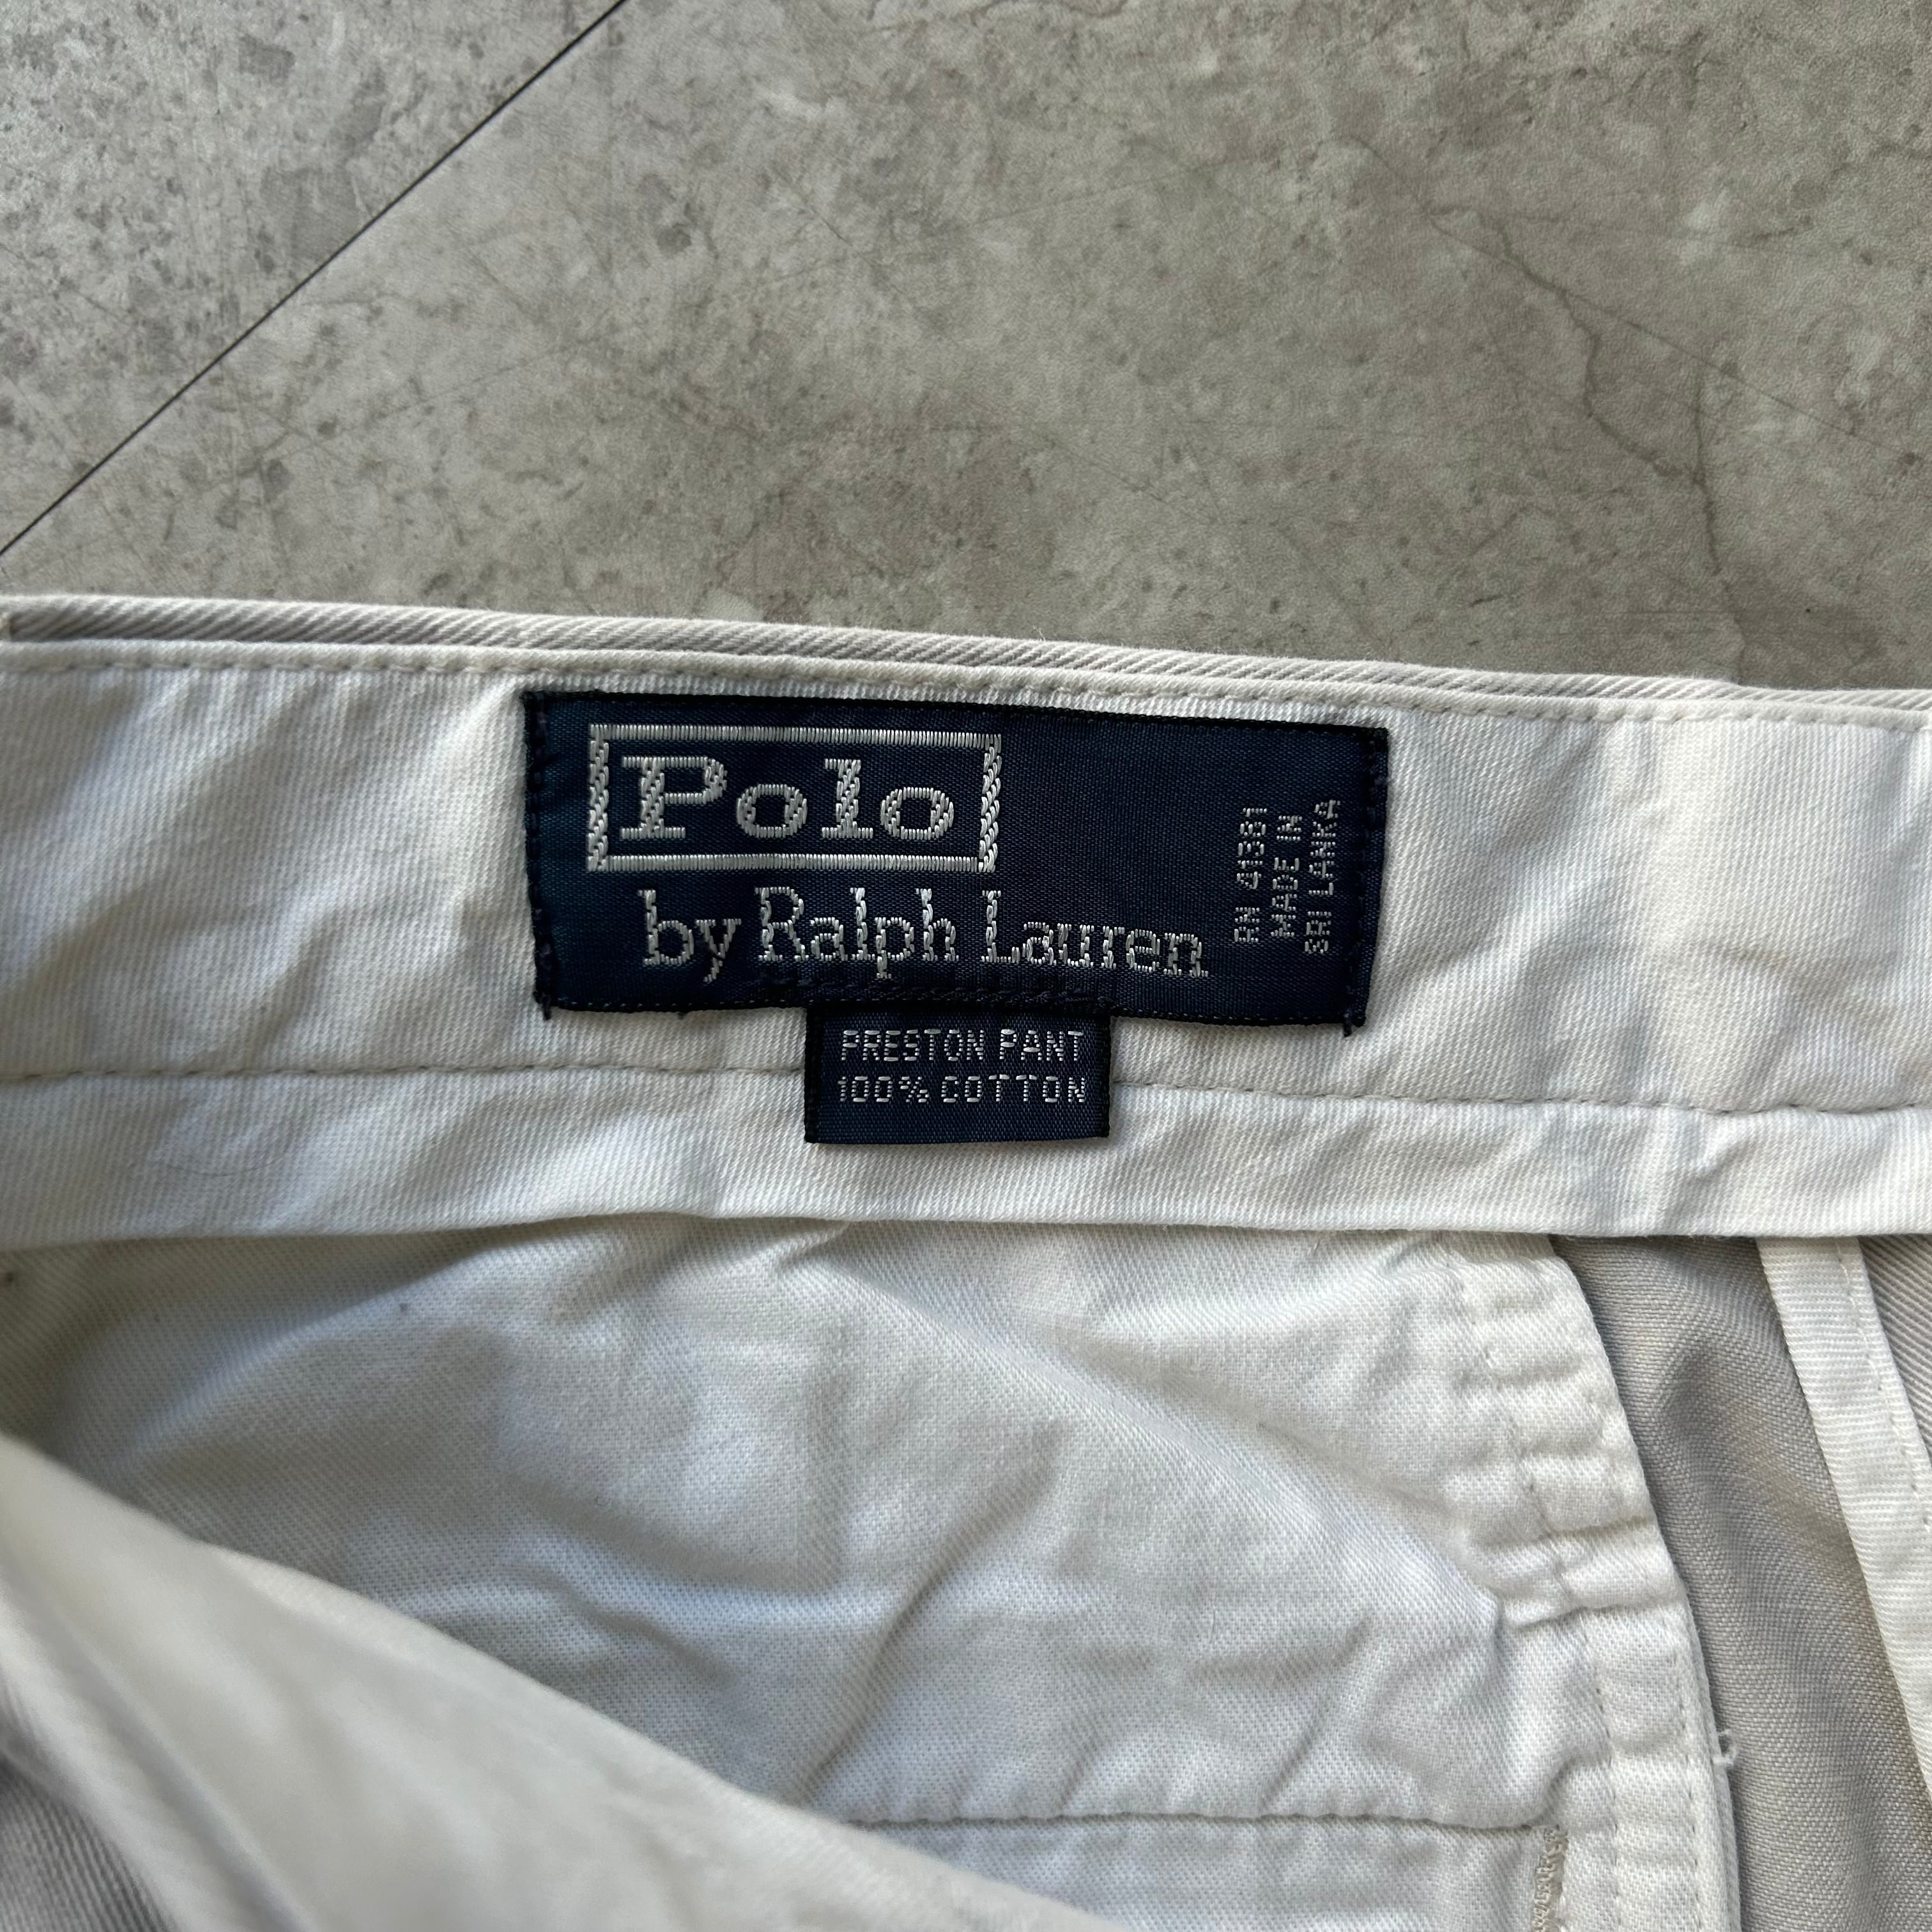 Polo
by Ralph Lauren
RN 41381
MADE IN
SRI LANKA
PRESTON PANT
100% COTTON